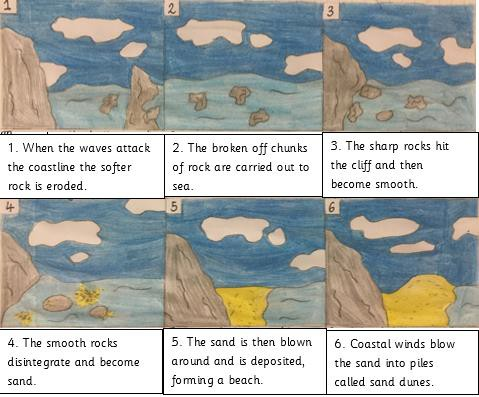 1
2
3
1. When the waves attack
the coastline the softer
rock is eroded.
2. The broken off chunks
of rock are carried out to
sea.
3. The sharp rocks hit
the cliff and then
become smooth.
4
5
6
4. The smooth rocks
disintegrate and become
sand.
5. The sand is then blown
around and is deposited,
forming a beach.
6. Coastal winds blow
the sand into piles
called sand dunes.